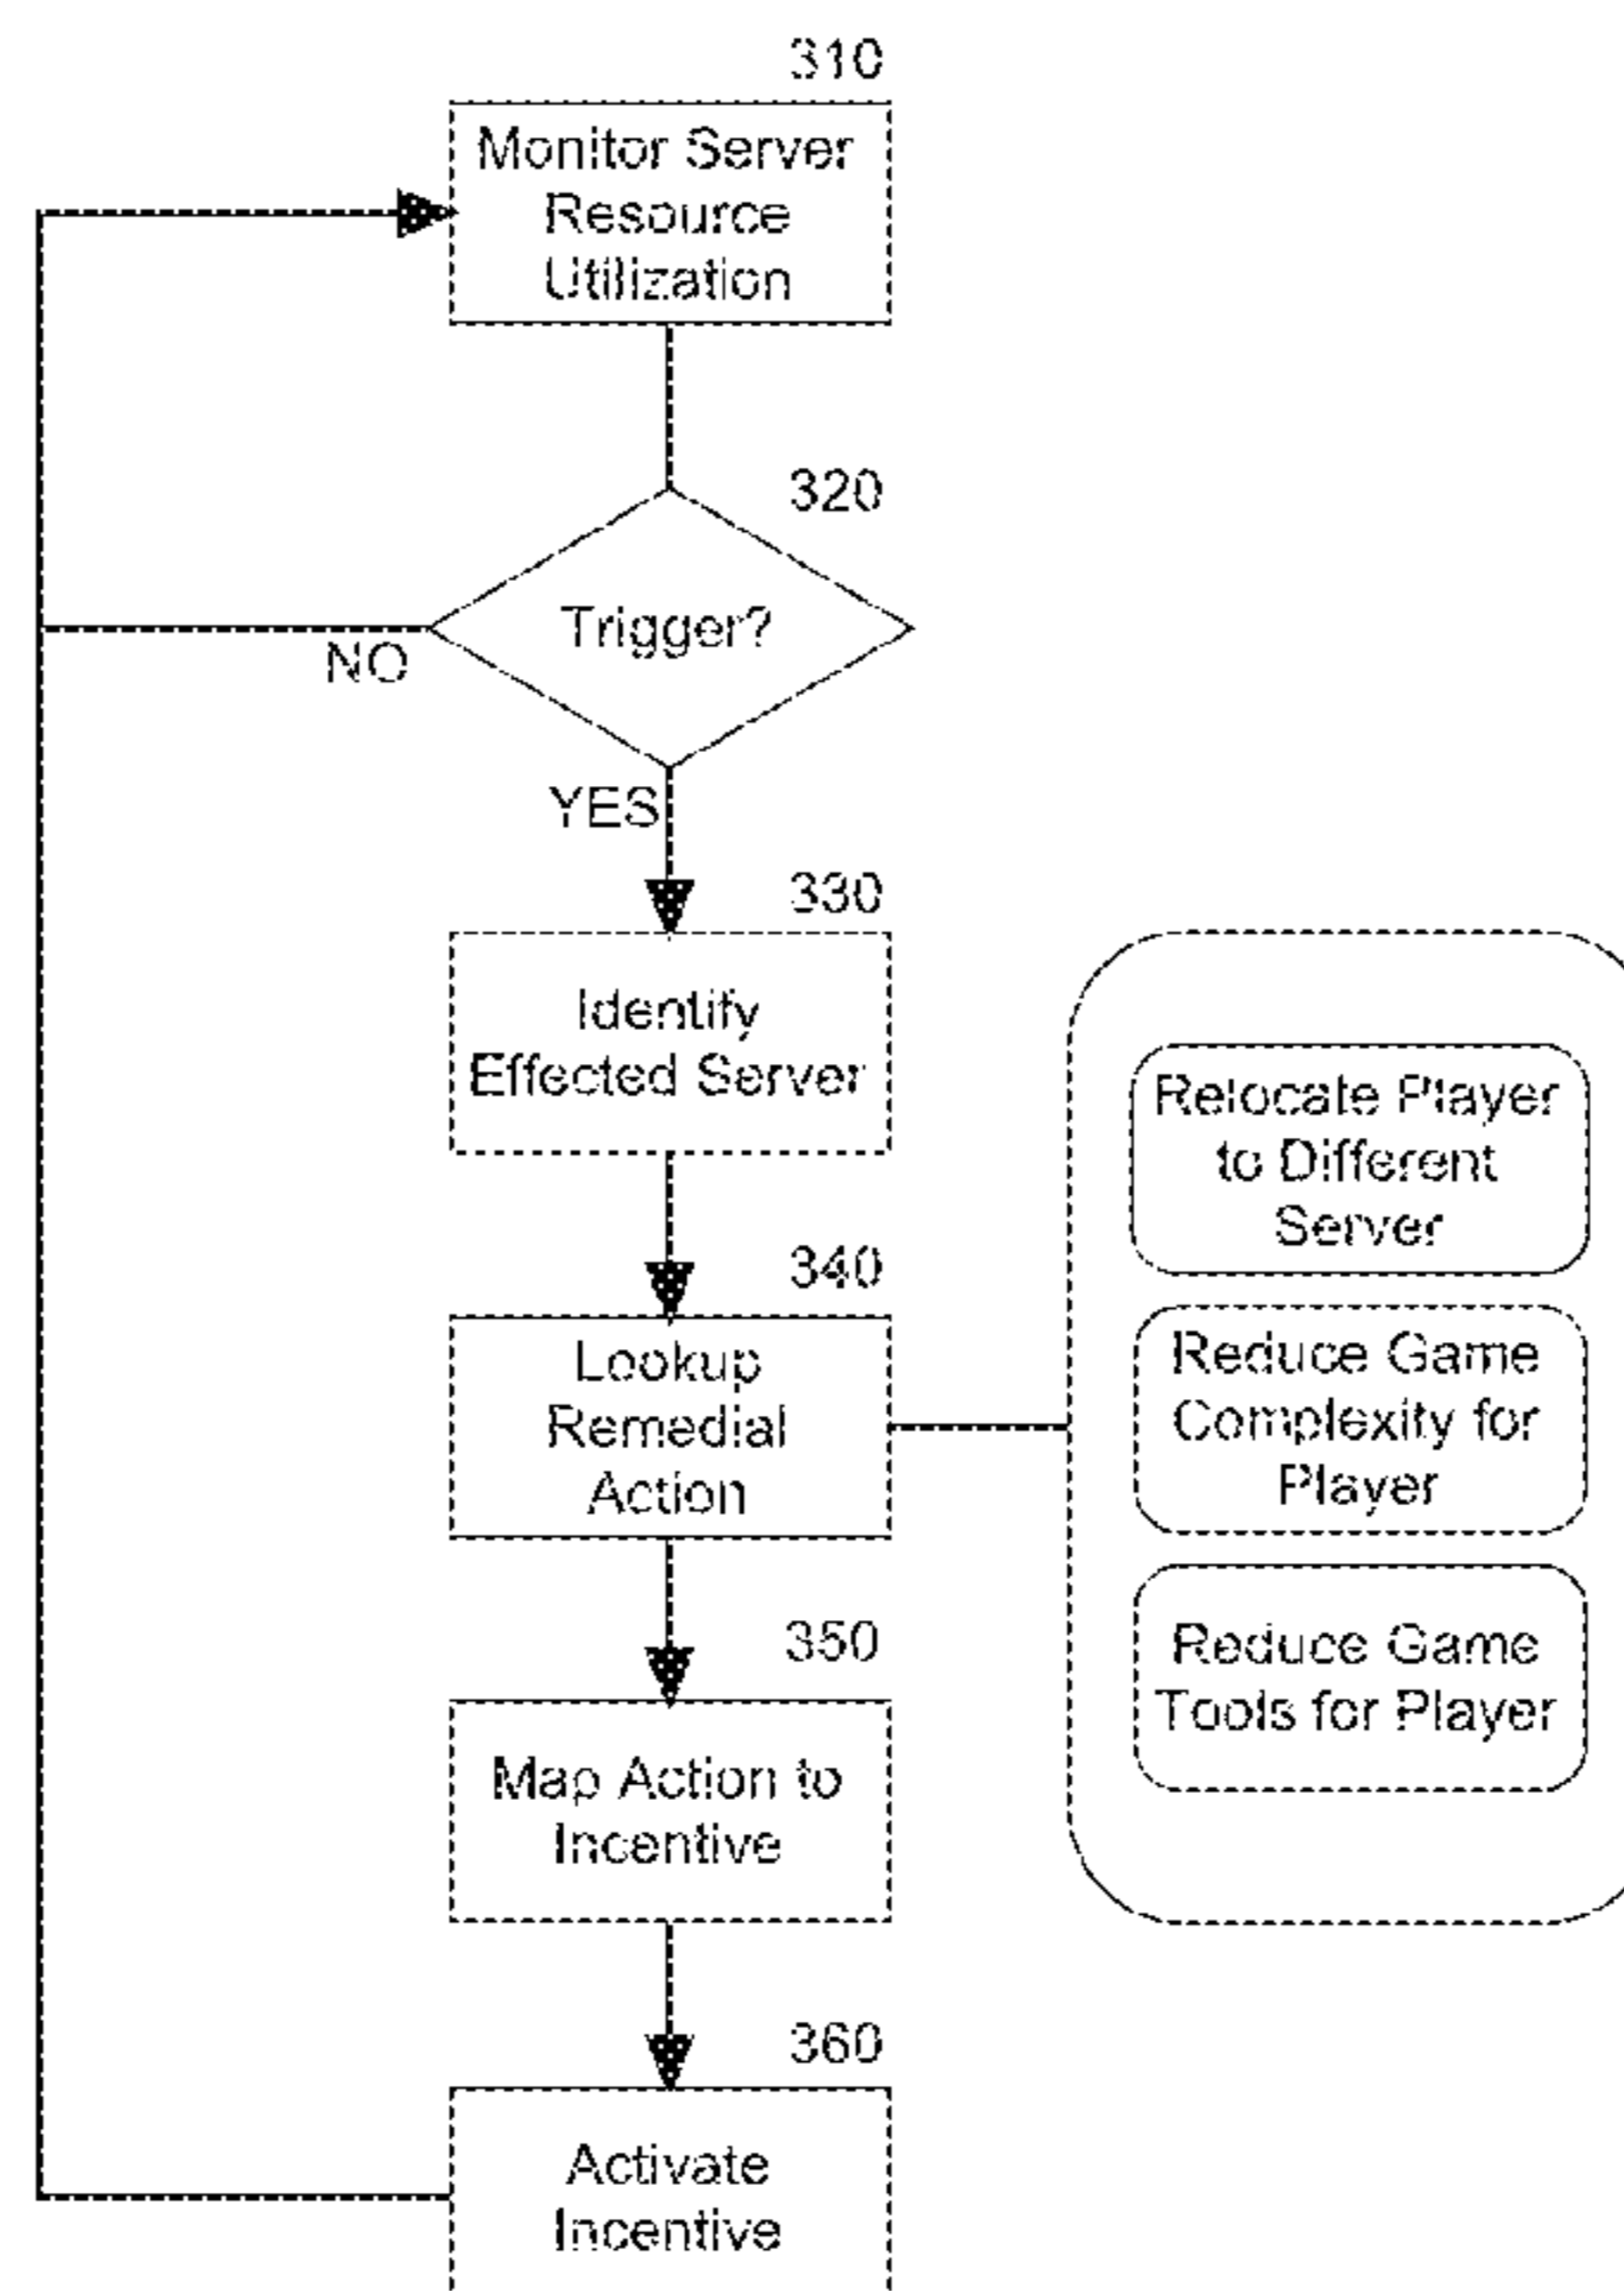 310
Monitor Server
Resource
Utilization
320
Trigger?
NO
YES
330
Identify
Effected Server
340
Lookup
Remedial
Action
Relocate Player
to Different
Server
Reduce Game
Complexity for
Player
Reduce Game
Tools for Player
350
Map Action to
Incentive
360
Activate
Incentive